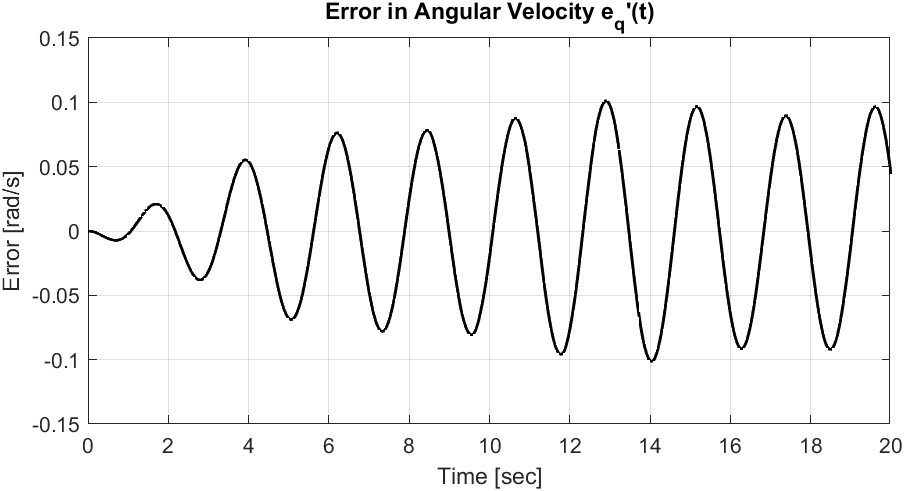 Error in Angular Velocity e_q'(t)
Error [rad/s]
0.15
0.1
0.05
0
-0.05
-0.1
-0.15
0 2 4 6 8 10 12 14 16 18 20
Time [sec]